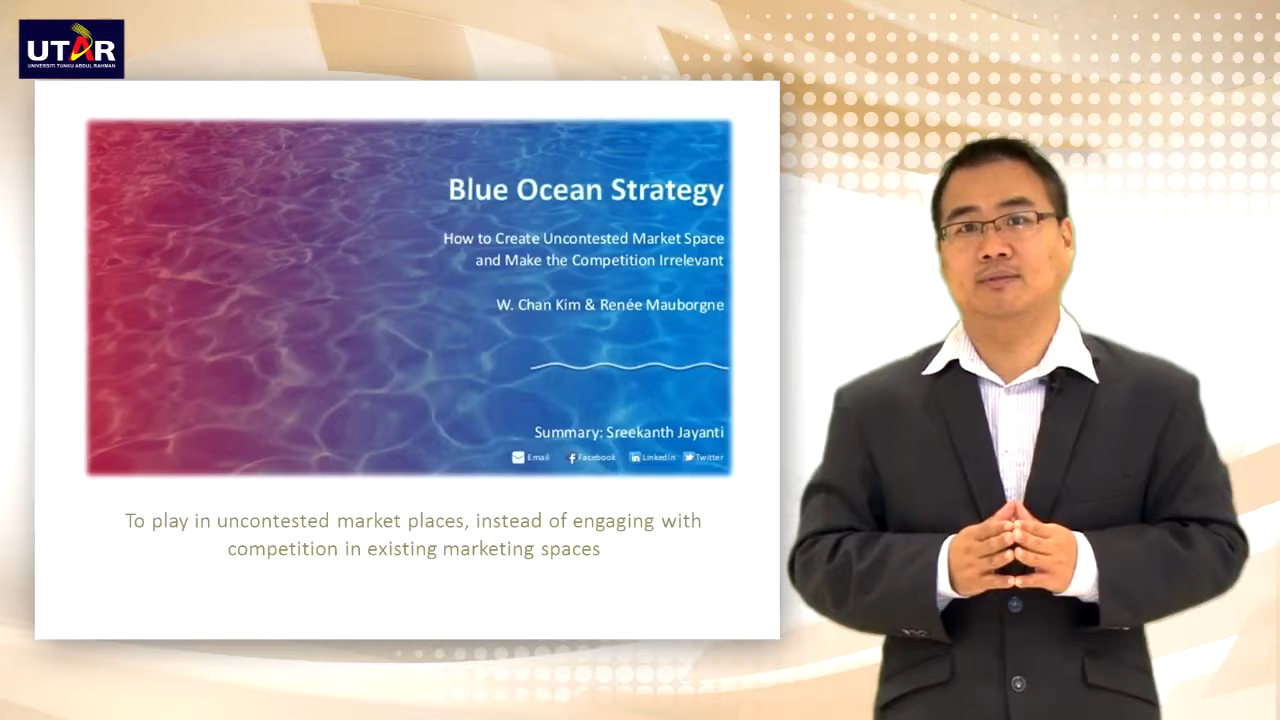 UTAR
UNIVERSITI TUNKU ABDUL RAHMAN
Blue Ocean Strategy
How to Create Uncontested Market Space
and Make the Competition Irrelevant
W. Chan Kim & Renée Mauborgne
Summary: Sreekanth Jayanti
Email Facebook Linkedin Twitter
To play in uncontested market places, instead of engaging with
competition in existing marketing spaces